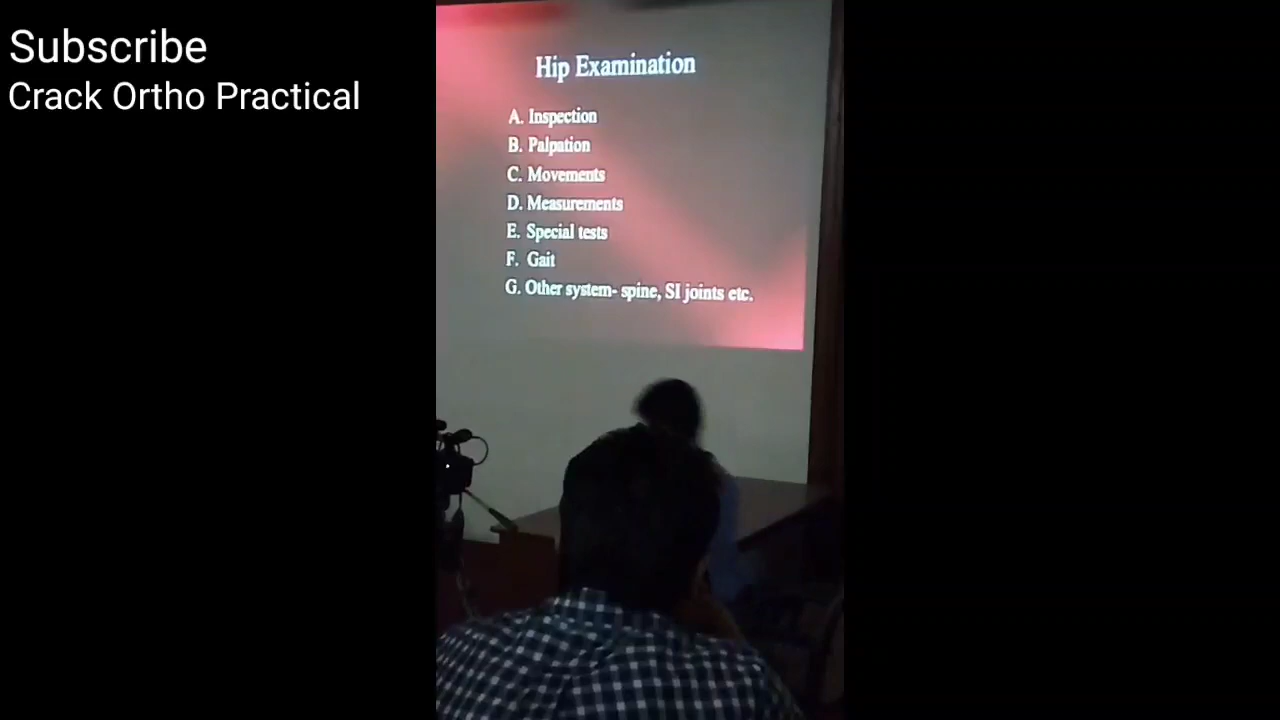 Subscribe
Crack Ortho Practical
Hip Examination
A. Inspection
B. Palpation
C. Movements
D. Measurements
E. Special tests
F. Gait
G. Other system- spine, SI joints etc.